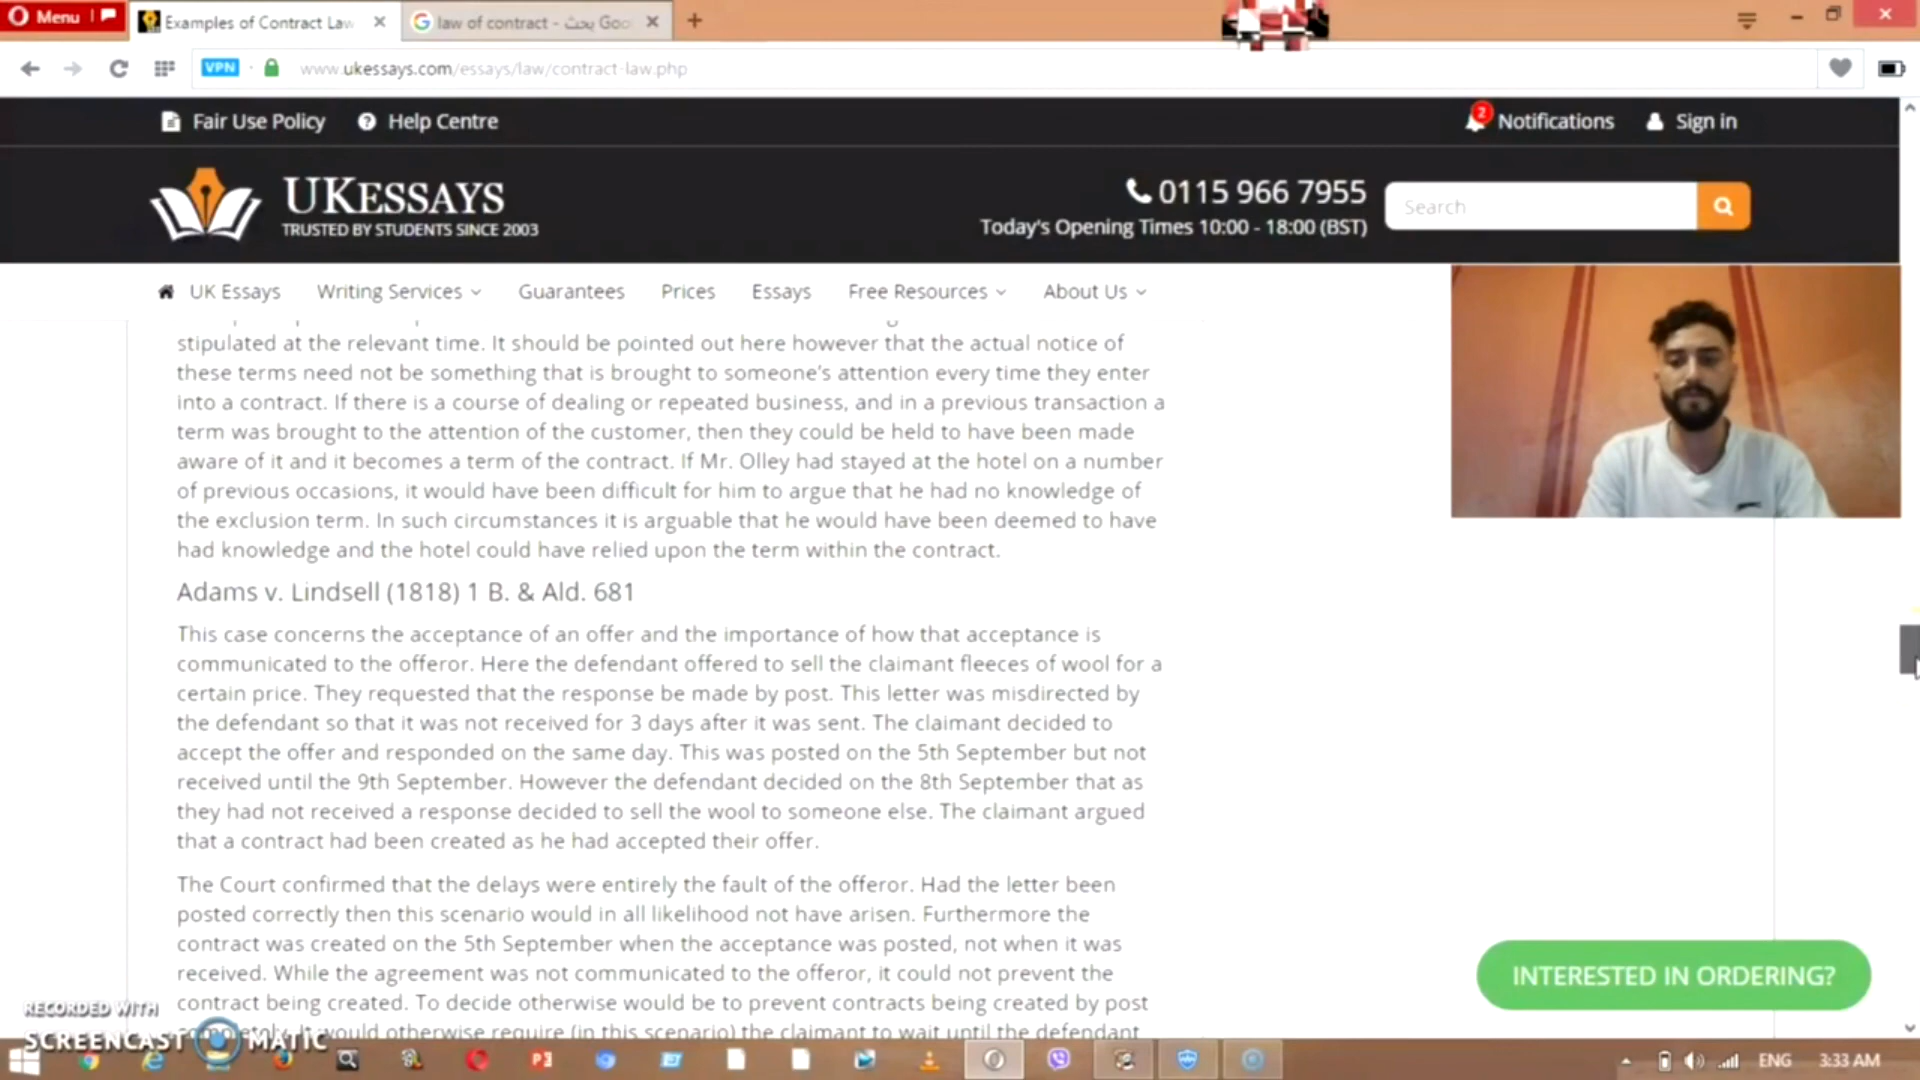 Menu
Examples of Contract Law
law of contract - بحث Goo
VPN
www.ukessays.com/essays/law/contract-law.php
Fair Use Policy
Help Centre
2
Notifications
Sign in
UKESSAYS
TRUSTED BY STUDENTS SINCE 2003
0115 966 7955
Today's Opening Times 10:00 - 18:00 (BST)
Search
UK Essays
Writing Services
Guarantees
Prices
Essays
Free Resources
About Us
stipulated at the relevant time. It should be pointed out here however that the actual notice of
these terms need not be something that is brought to someone's attention every time they enter
into a contract. If there is a course of dealing or repeated business, and in a previous transaction a
term was brought to the attention of the customer, then they could be held to have been made
aware of it and it becomes a term of the contract. If Mr. Olley had stayed at the hotel on a number
of previous occasions, it would have been difficult for him to argue that he had no knowledge of
the exclusion term. In such circumstances it is arguable that he would have been deemed to have
had knowledge and the hotel could have relied upon the term within the contract.
Adams v. Lindsell (1818) 1 B. & Ald. 681
This case concerns the acceptance of an offer and the importance of how that acceptance is
communicated to the offeror. Here the defendant offered to sell the claimant fleeces of wool for a
certain price. They requested that the response be made by post. This letter was misdirected by
the defendant so that it was not received for 3 days after it was sent. The claimant decided to
accept the offer and responded on the same day. This was posted on the 5th September but not
received until the 9th September. However the defendant decided on the 8th September that as
they had not received a response decided to sell the wool to someone else. The claimant argued
that a contract had been created as he had accepted their offer.
The Court confirmed that the delays were entirely the fault of the offeror. Had the letter been
posted correctly then this scenario would in all likelihood not have arisen. Furthermore the
contract was created on the 5th September when the acceptance was posted, not when it was
received. While the agreement was not communicated to the offeror, it could not prevent the
contract being created. To decide otherwise would be to prevent contracts being created by post
would otherwise require (in this scenario) the claimant to wait until the defendant
INTERESTED IN ORDERING?
RECORDED WITH
SCREENCAST MATIC
ENG
3:33 AM